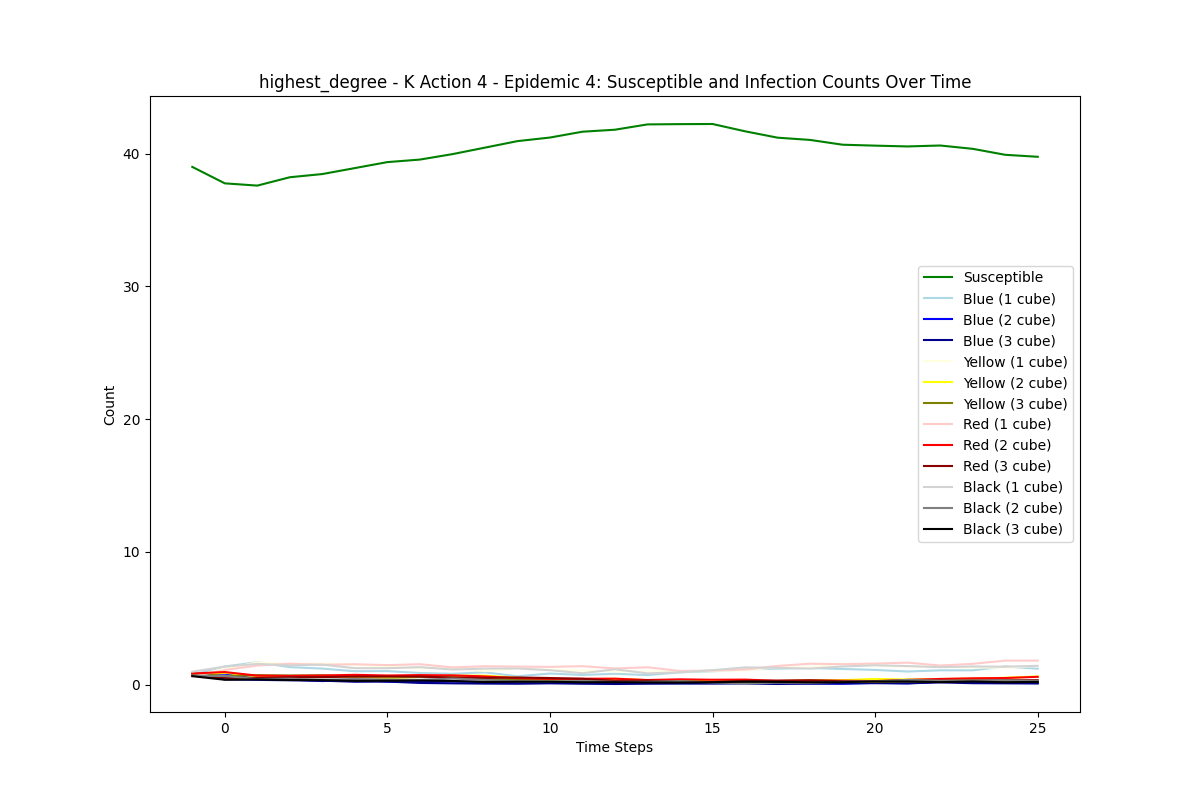 highest_degree - K Action 4 - Epidemic 4: Susceptible and Infection Counts Over Time
40
30
20
10
0
Count
Susceptible
Blue (1 cube)
Blue (2 cube)
Blue (3 cube)
Yellow (1 cube)
Yellow (2 cube)
Yellow (3 cube)
Red (1 cube)
Red (2 cube)
Red (3 cube)
Black (1 cube)
Black (2 cube)
Black (3 cube)
0 5 10 15 20 25
Time Steps